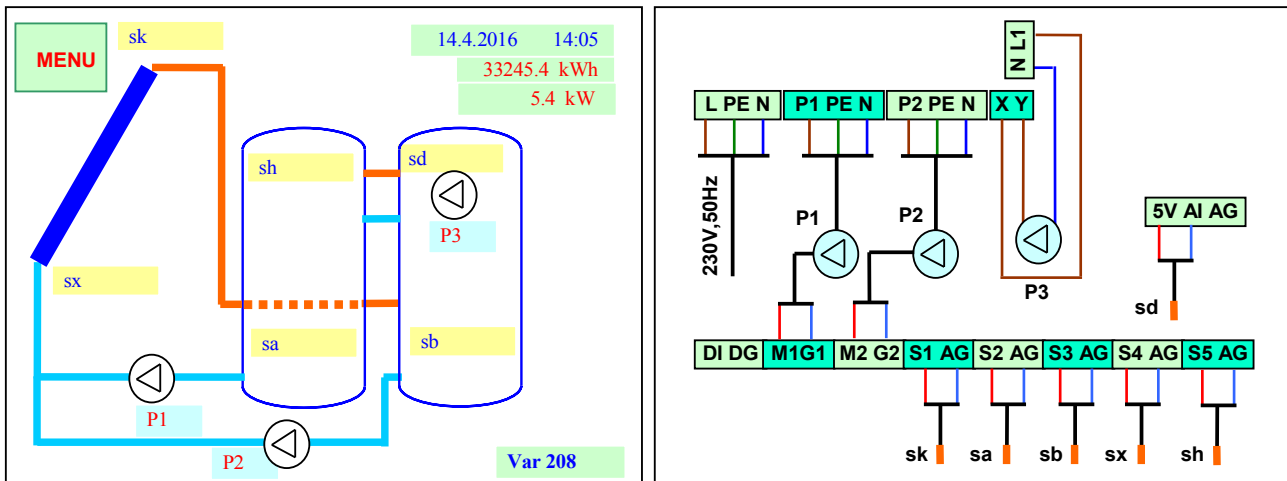 sk
MENU
14.4.2016 14:05
33245.4 kWh
5.4 kW
sh
sd
P3
sx
sa
sb
P1
P2
Var 208
N L1
L PE N
P1 PE N
P2 PE N
X Y
230V,50Hz
P1
P2
P3
5V AI AG
sd
DI DG
M1G1
M2 G2
S1 AG
S2 AG
S3 AG
S4 AG
S5 AG
sk
sa
sb
sx
sh